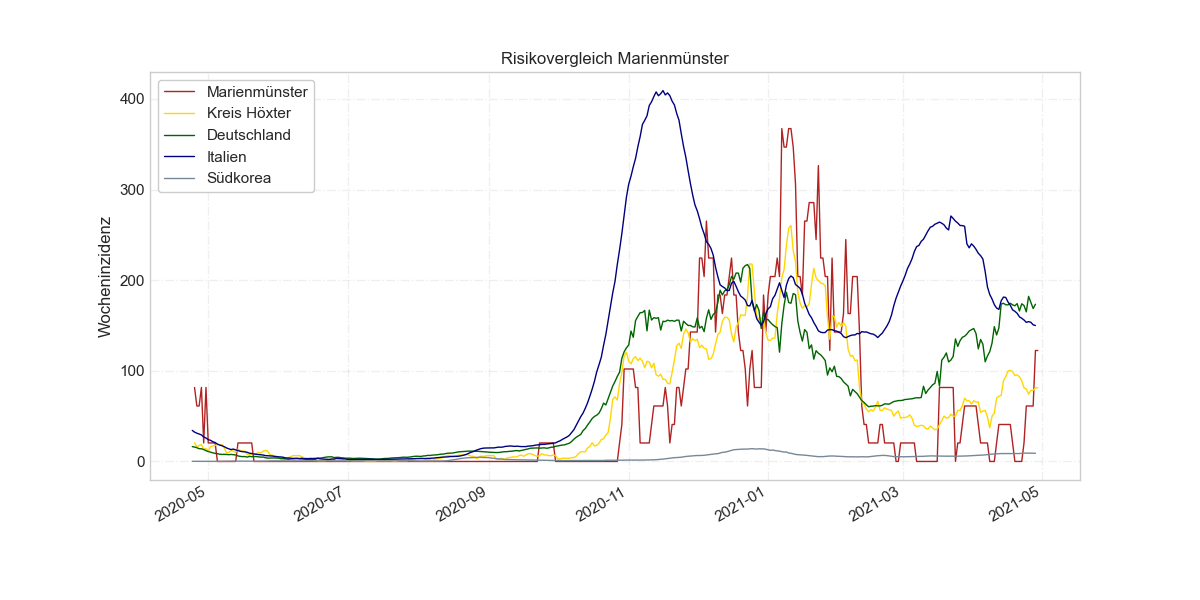 Risikovergleich Marienmünster
Marienmünster
Kreis Höxter
Deutschland
Italien
Südkorea
Wocheninzidenz
400
300
200
100
0
2020-05
2020-07
2020-09
2020-11
2021-01
2021-03
2021-05